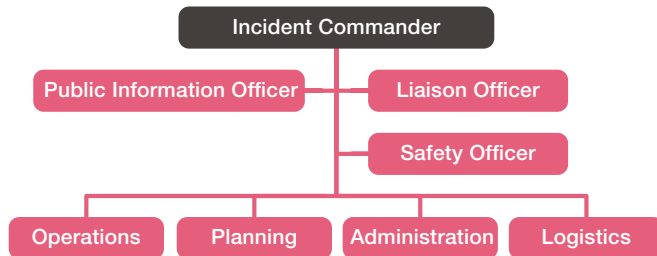 Incident Commander
Public Information Officer
Liaison Officer
Safety Officer
Operations
Planning
Administration
Logistics